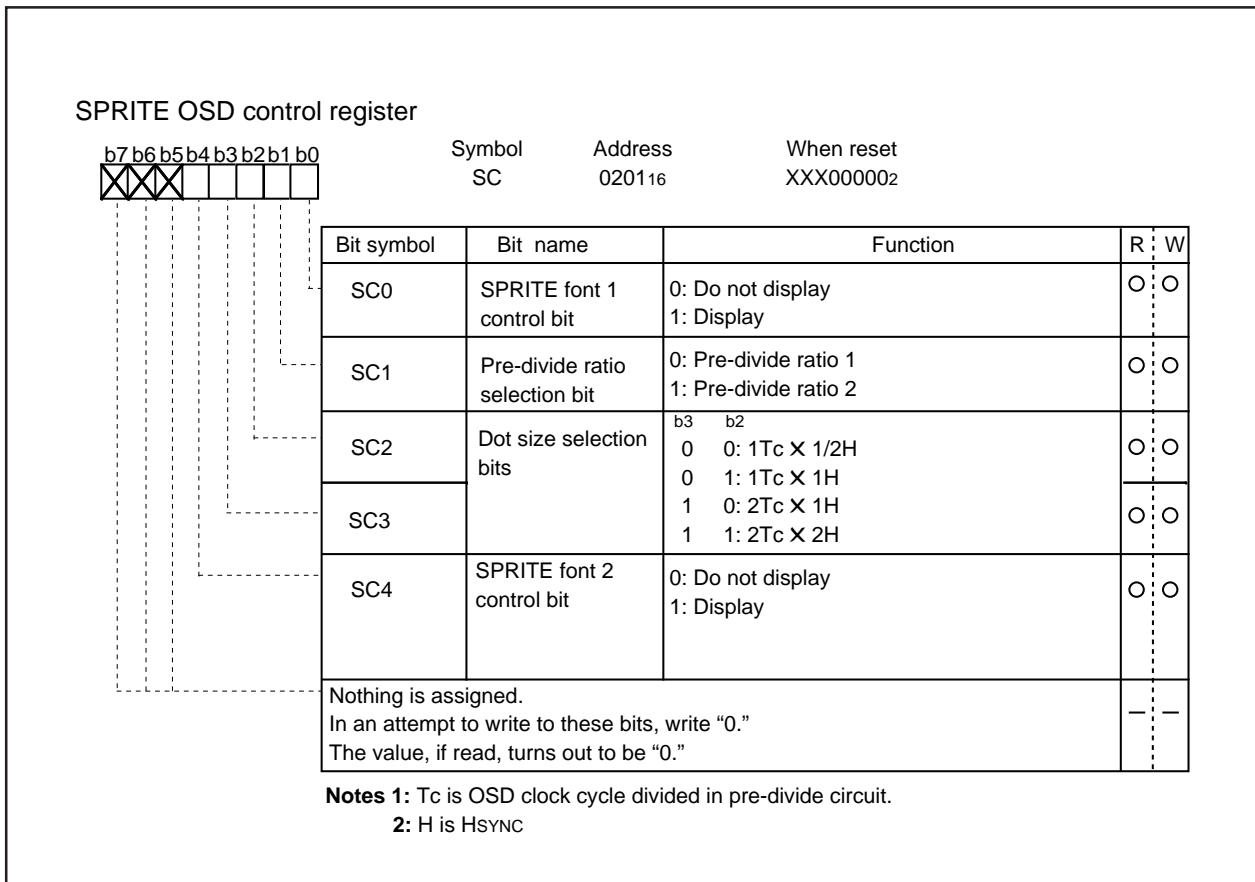 SPRITE OSD control register
b7 b6 b5 b4 b3 b2 b1 b0
Symbol Address When reset
SC 020116 XXX000002
Bit symbol Bit name Function R W
SC0 SPRITE font 1 control bit 0: Do not display
1: Display
SC1 Pre-divide ratio selection bit 0: Pre-divide ratio 1
1: Pre-divide ratio 2
SC2 Dot size selection bits b3 b2
0 0: 1Tc X 1/2H
0 1: 1Tc X 1H
SC3 1 0: 2Tc X 1H
1 1: 2Tc X 2H
SC4 SPRITE font 2 control bit 0: Do not display
1: Display
Nothing is assigned.
In an attempt to write to these bits, write “0.”
The value, if read, turns out to be “0.”
Notes 1: Tc is OSD clock cycle divided in pre-divide circuit.
2: H is HSYNC